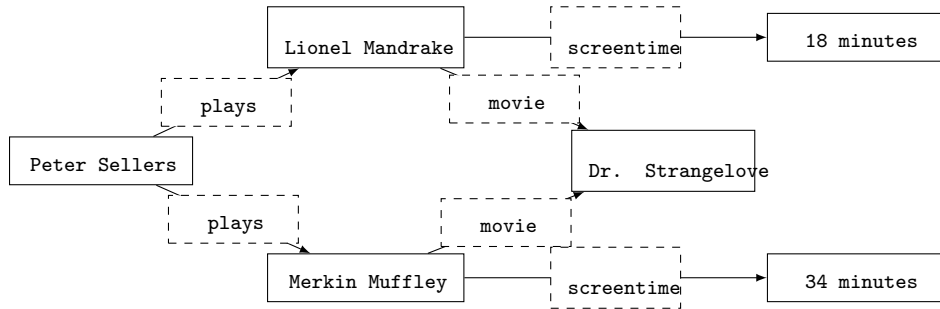 Lionel Mandrake
screentime
18 minutes
plays
movie
Peter Sellers
Dr. Strangelove
plays
movie
Merkin Muffley
screentime
34 minutes